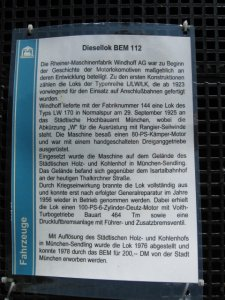 Diesellok BEM 112
Die Rheiner-Maschinenfabrik Windhoff AG war zu Beginn
der Geschichte der Motorlokomotiven maßgeblich an
deren Entwicklung beteiligt. Zu den ersten Konstruktionen
zählen die Loks der Typenreihe LII/WL/K, die ab 1923
vorwiegend für den Einsatz auf Anschlußbahnen gefertigt
wurden.
Windhoff lieferte mit der Fabriknummer 144 eine Lok des
Typs LW 170 in Normalspur am 29. September 1925 an
das Städtische Hochbauamt München, wobei die
Abkürzung „W" für die Ausrüstung mit Rangier-Seilwinde
steht. Die Maschine besaß einen 80-PS-Kämper-Motor
und war mit einem handgeschalteten Dreiganggetriebe
ausgerüstet.
Eingesetzt wurde die Maschine auf dem Gelände des
Städtischen Holz- und Kohlenhof in München-Sendling.
Das Gelände befand sich gegenüber dem Isartalbahnhof
an der heutigen Thalkirchner Straße.
Durch Kriegseinwirkung brannte die Lok vollständig aus
und konnte erst nach erfolgter Generalreparatur im Jahre
1956 wieder in Betrieb genommen werden. Dabei erhielt
die Lok einen 100-PS-6-Zylinder-Deutz-Motor mit Voith-
Turbogetriebe Bauart 464 Tm sowie eine
Druckluftbremsanlage mit Führer- und Zusatzbremsventil.
Mit Auflösung des Städtischen Holz- und Kohlenhofs
in München-Sendling wurde die Lok 1976 abgestellt und
konnte 1978 durch das BEM für 200,– DM von der Stadt
München erworben werden.
Fahrzeuge